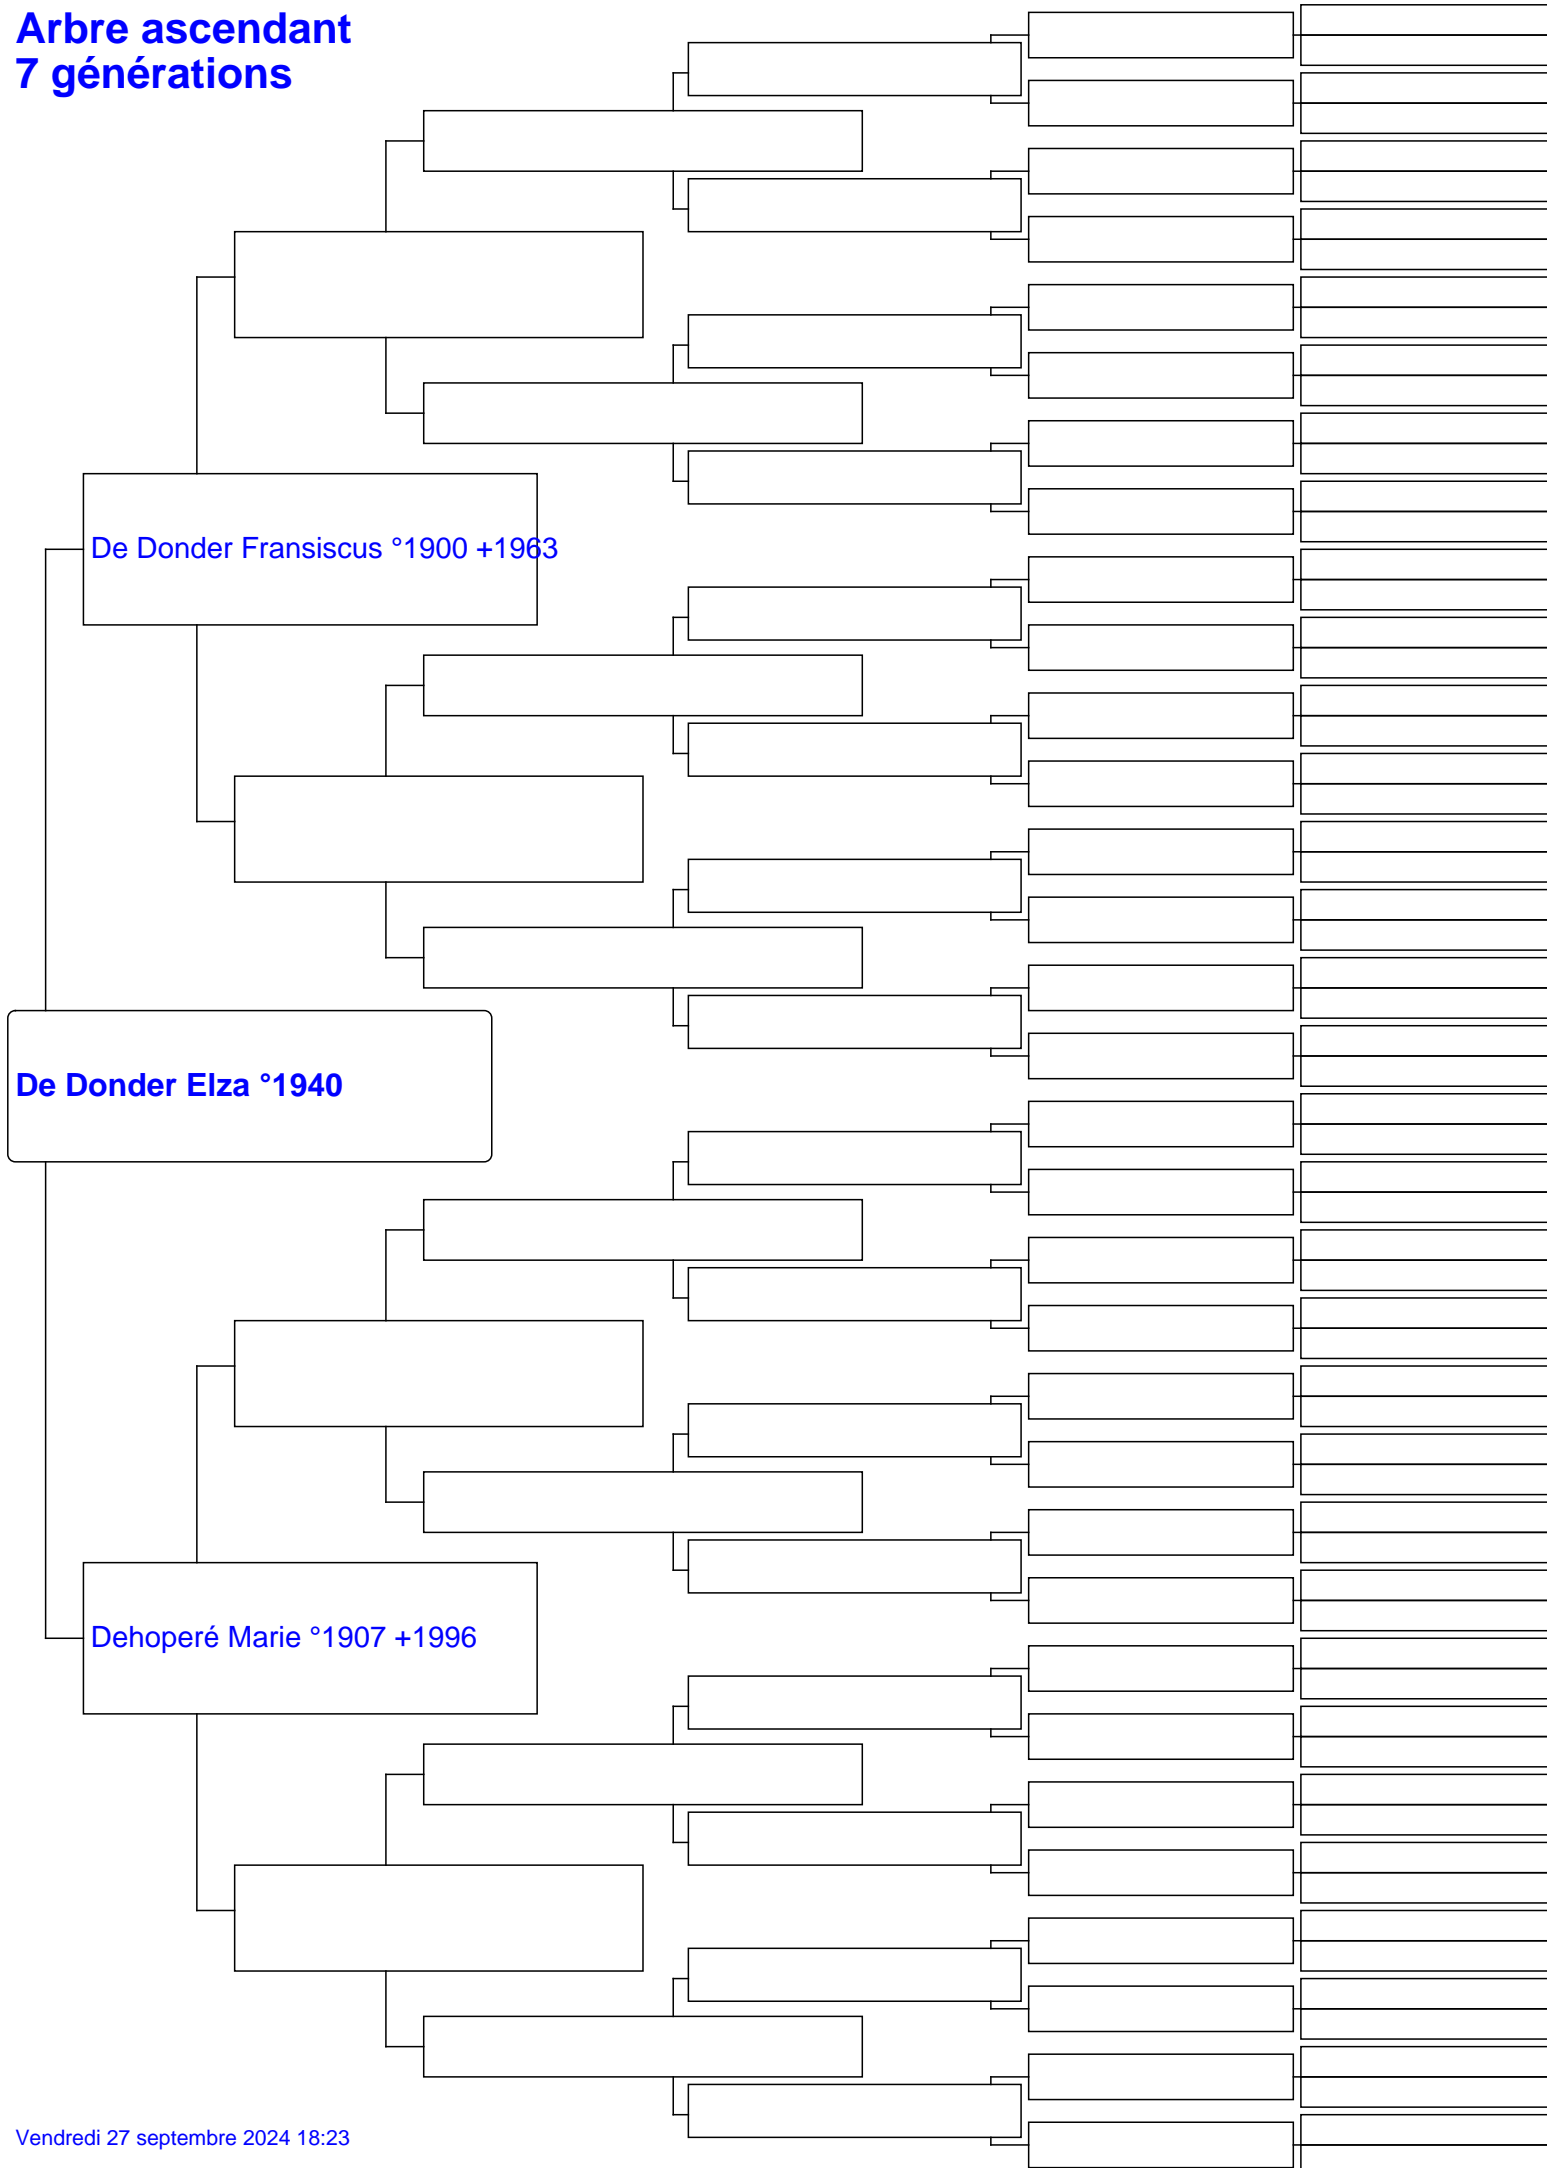 Arbre ascendant
7 générations
De Donder Fransiscus °1900 +1963
De Donder Elza °1940
Dehoperé Marie °1907 +1996
Vendredi 27 septembre 2024 18:23